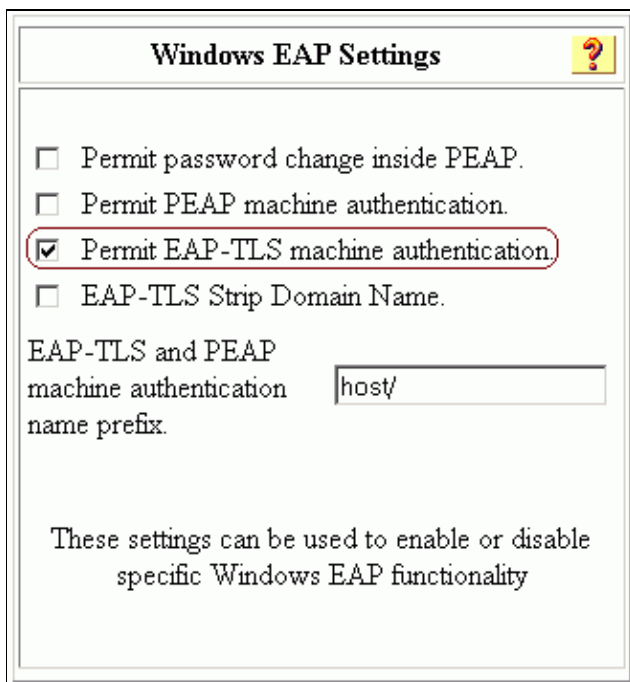 Windows EAP Settings
?
Permit password change inside PEAP.
Permit PEAP machine authentication.
Permit EAP-TLS machine authentication.
EAP-TLS Strip Domain Name.
EAP-TLS and PEAP
machine authentication
name prefix.
host/
These settings can be used to enable or disable
specific Windows EAP functionality